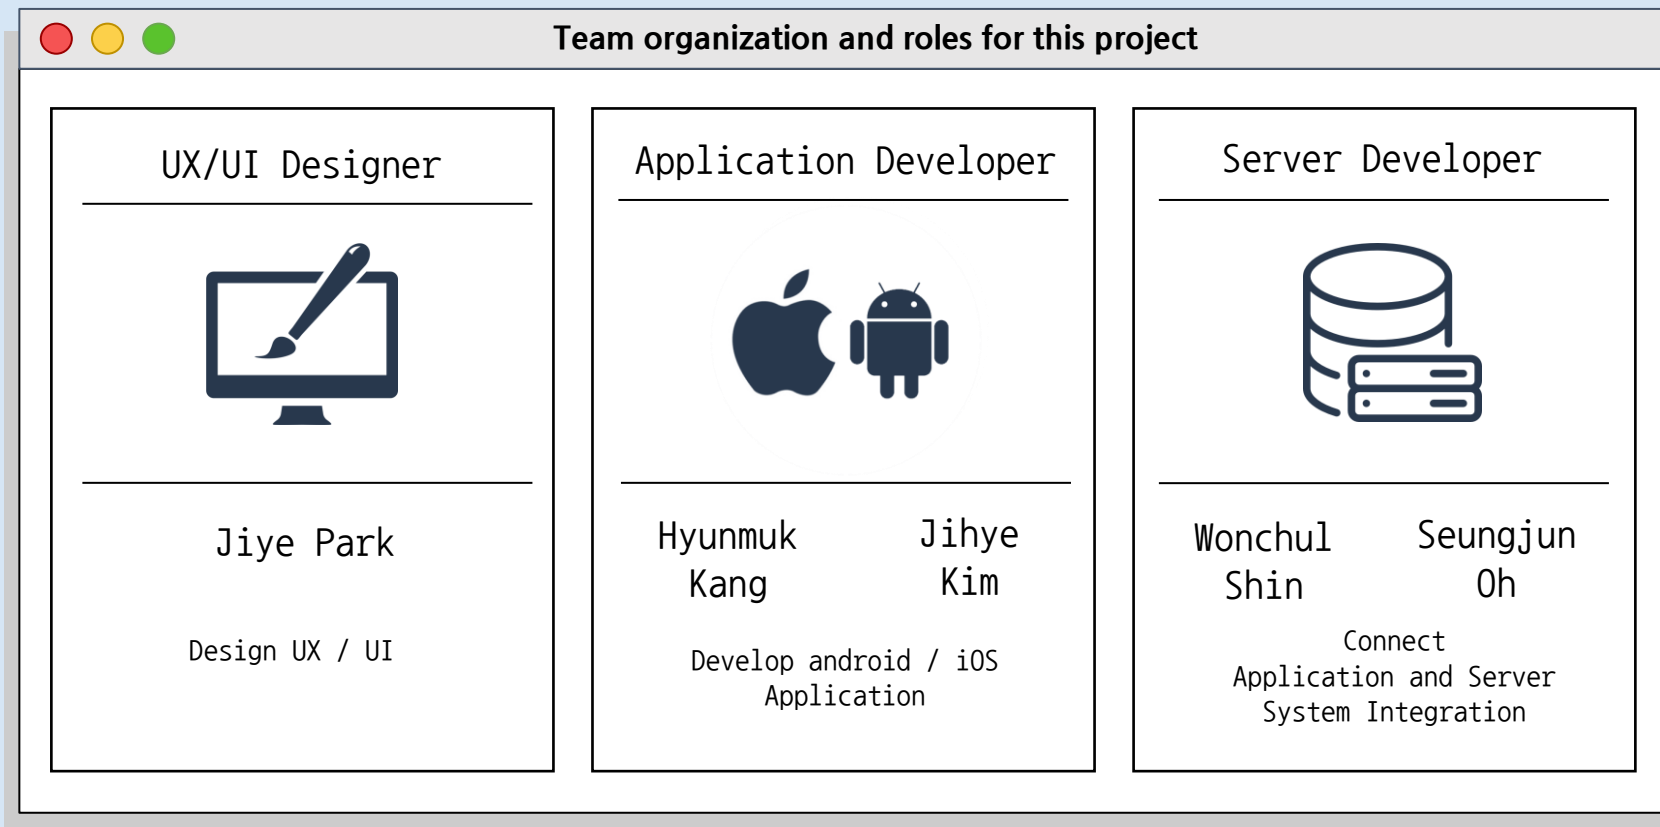 Team organization and roles for this project
UX/UI Designer
Jiye Park
Design UX / UI
Application Developer
Hyunmuk
Kang
Jihye
Kim
Develop android / iOS
Application
Server Developer
Wonchul
Shin
Seungjun
Oh
Connect
Application and Server
System Integration